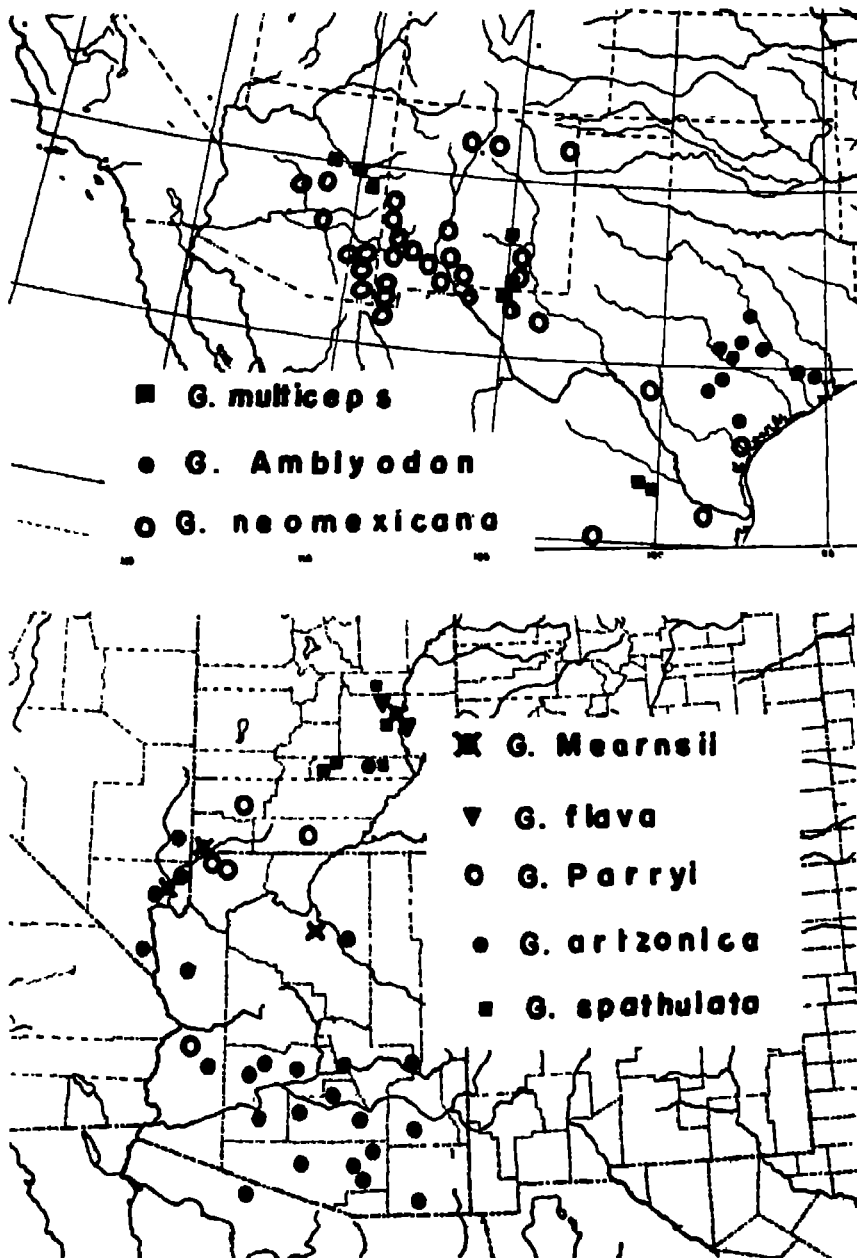 G. multiceps
G. Amblyodon
G. neomexicana
G. Mearnsii
G. flava
G. Parryi
G. arizonica
G. spathulata